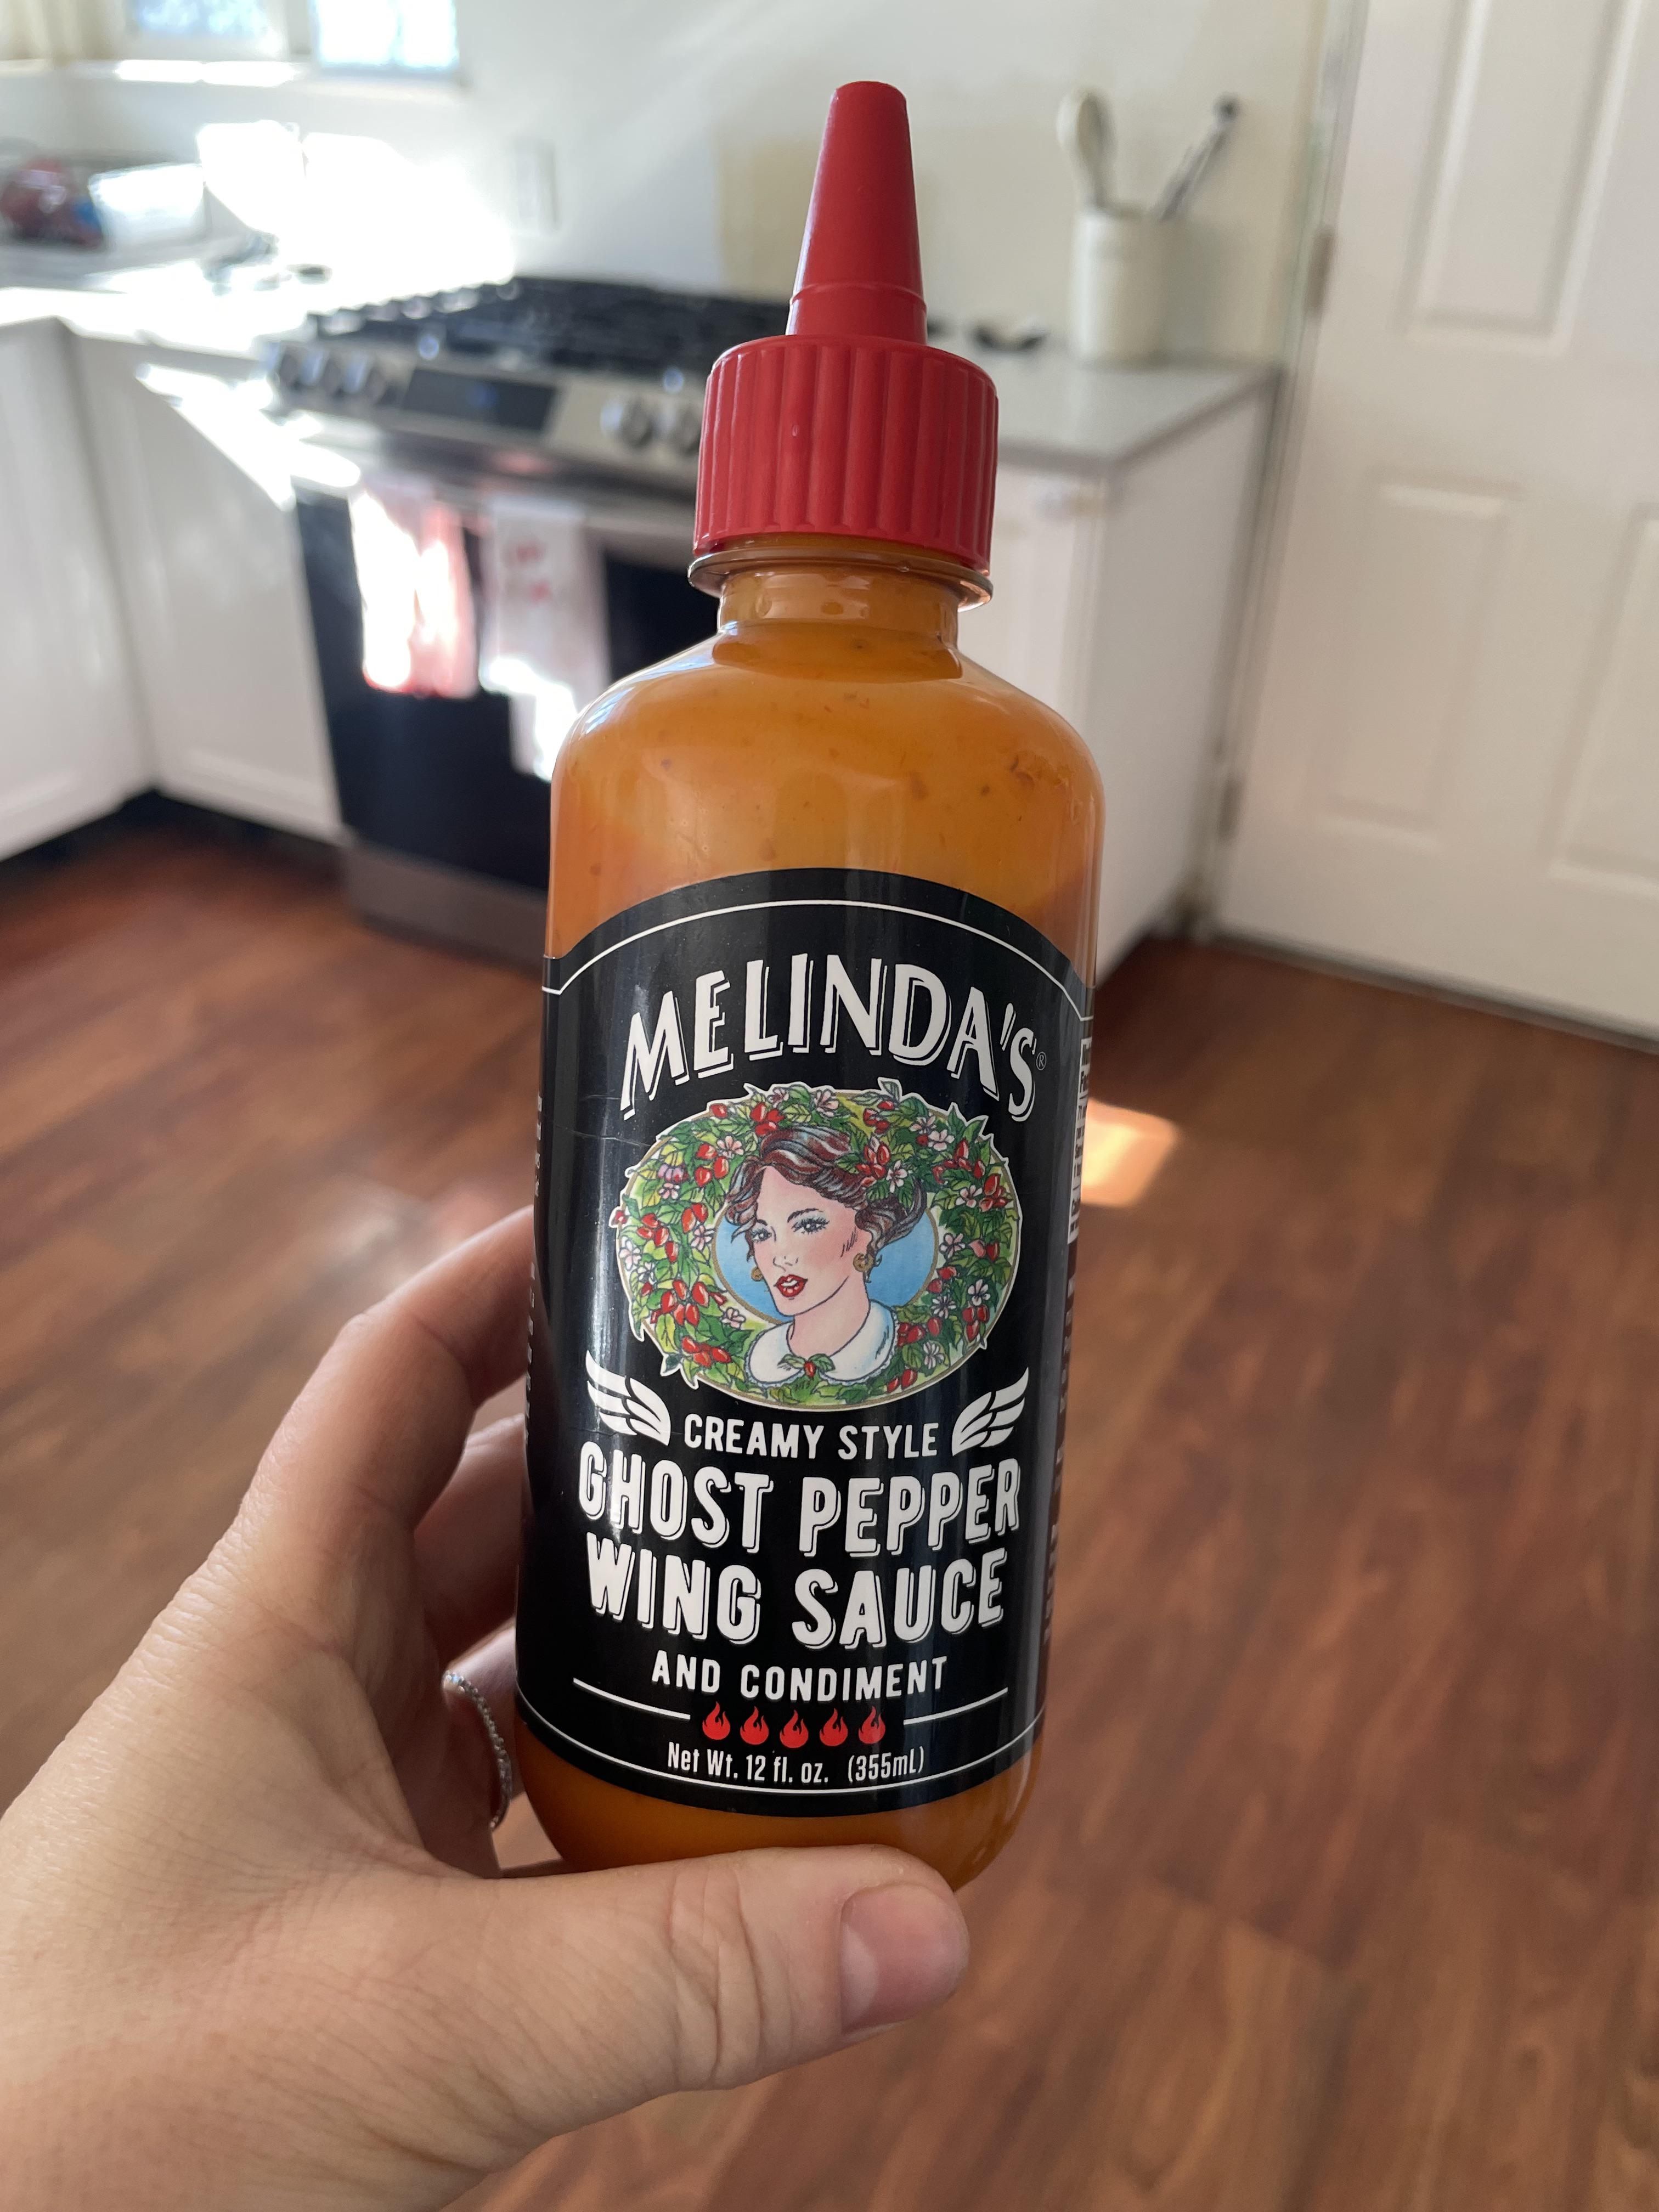 MELINDA'S®
CREAMY STYLE
GHOST PEPPER
WING SAUCE
AND CONDIMENT
Net Wt. 12 fl. oz. (355mL)